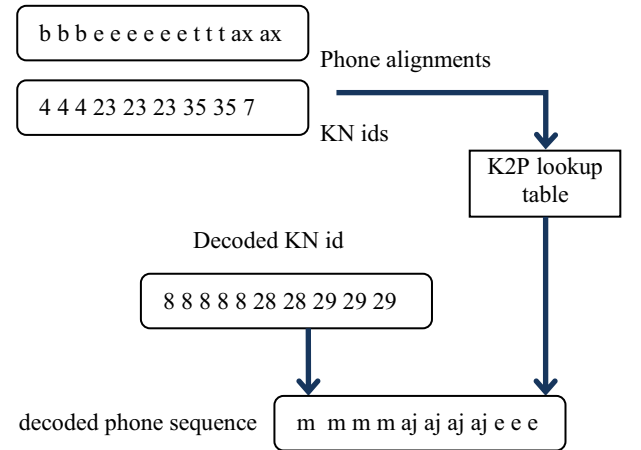 b b b e e e e e e t t t ax ax
Phone alignments
4 4 4 23 23 23 35 35 7
KN ids
K2P lookup
table
Decoded KN id
8 8 8 8 8 28 28 29 29 29
decoded phone sequence
m m m m aj aj aj aj e e e